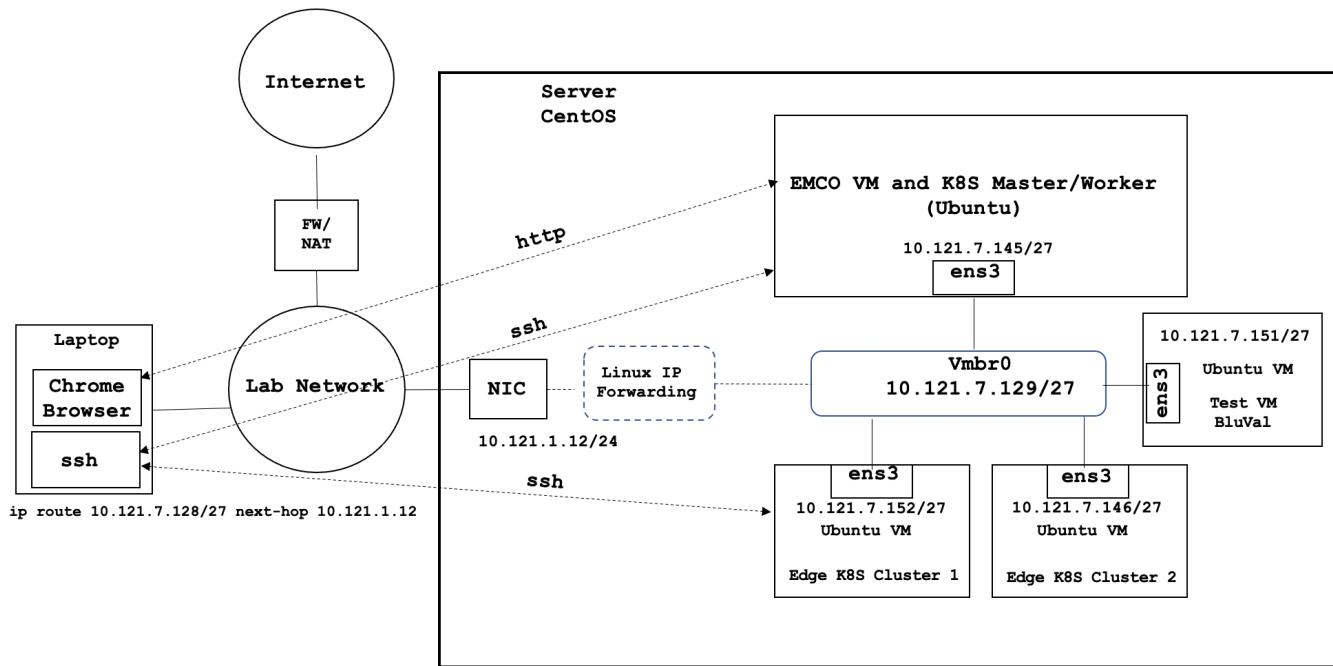 Internet
FW/
NAT
Laptop
Chrome
Browser
ssh
ip route 10.121.7.128/27 next-hop 10.121.1.12
Lab Network
http
ssh
ssh
Server
CentOS
NIC
10.121.1.12/24
Linux IP
Forwarding
EMCO VM and K8S Master/Worker
(Ubuntu)
10.121.7.145/27
ens3
Vmbr0
10.121.7.129/27
10.121.7.151/27
ens3
Ubuntu VM
Test VM
BluVal
ens3
10.121.7.152/27
Ubuntu VM
Edge K8S Cluster 1
ens3
10.121.7.146/27
Ubuntu VM
Edge K8S Cluster 2